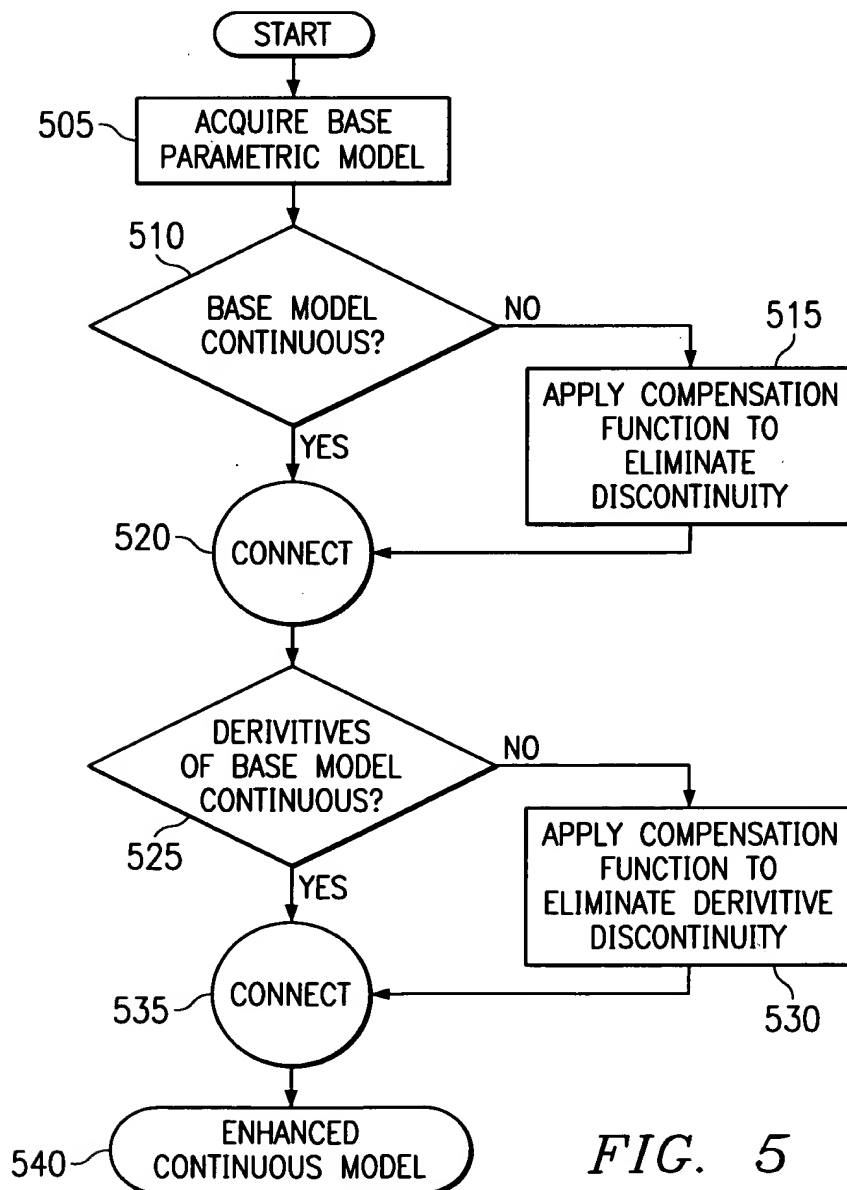 START
505
ACQUIRE BASE
PARAMETRIC MODEL
510
BASE MODEL
CONTINUOUS?
NO
515
APPLY COMPENSATION
FUNCTION TO
ELIMINATE
DISCONTINUITY
YES
520
CONNECT
DERIVITIVES
OF BASE MODEL
CONTINUOUS?
NO
525
APPLY COMPENSATION
FUNCTION TO
ELIMINATE DERIVITIVE
DISCONTINUITY
YES
530
535
CONNECT
540
ENHANCED
CONTINUOUS MODEL
FIG. 5